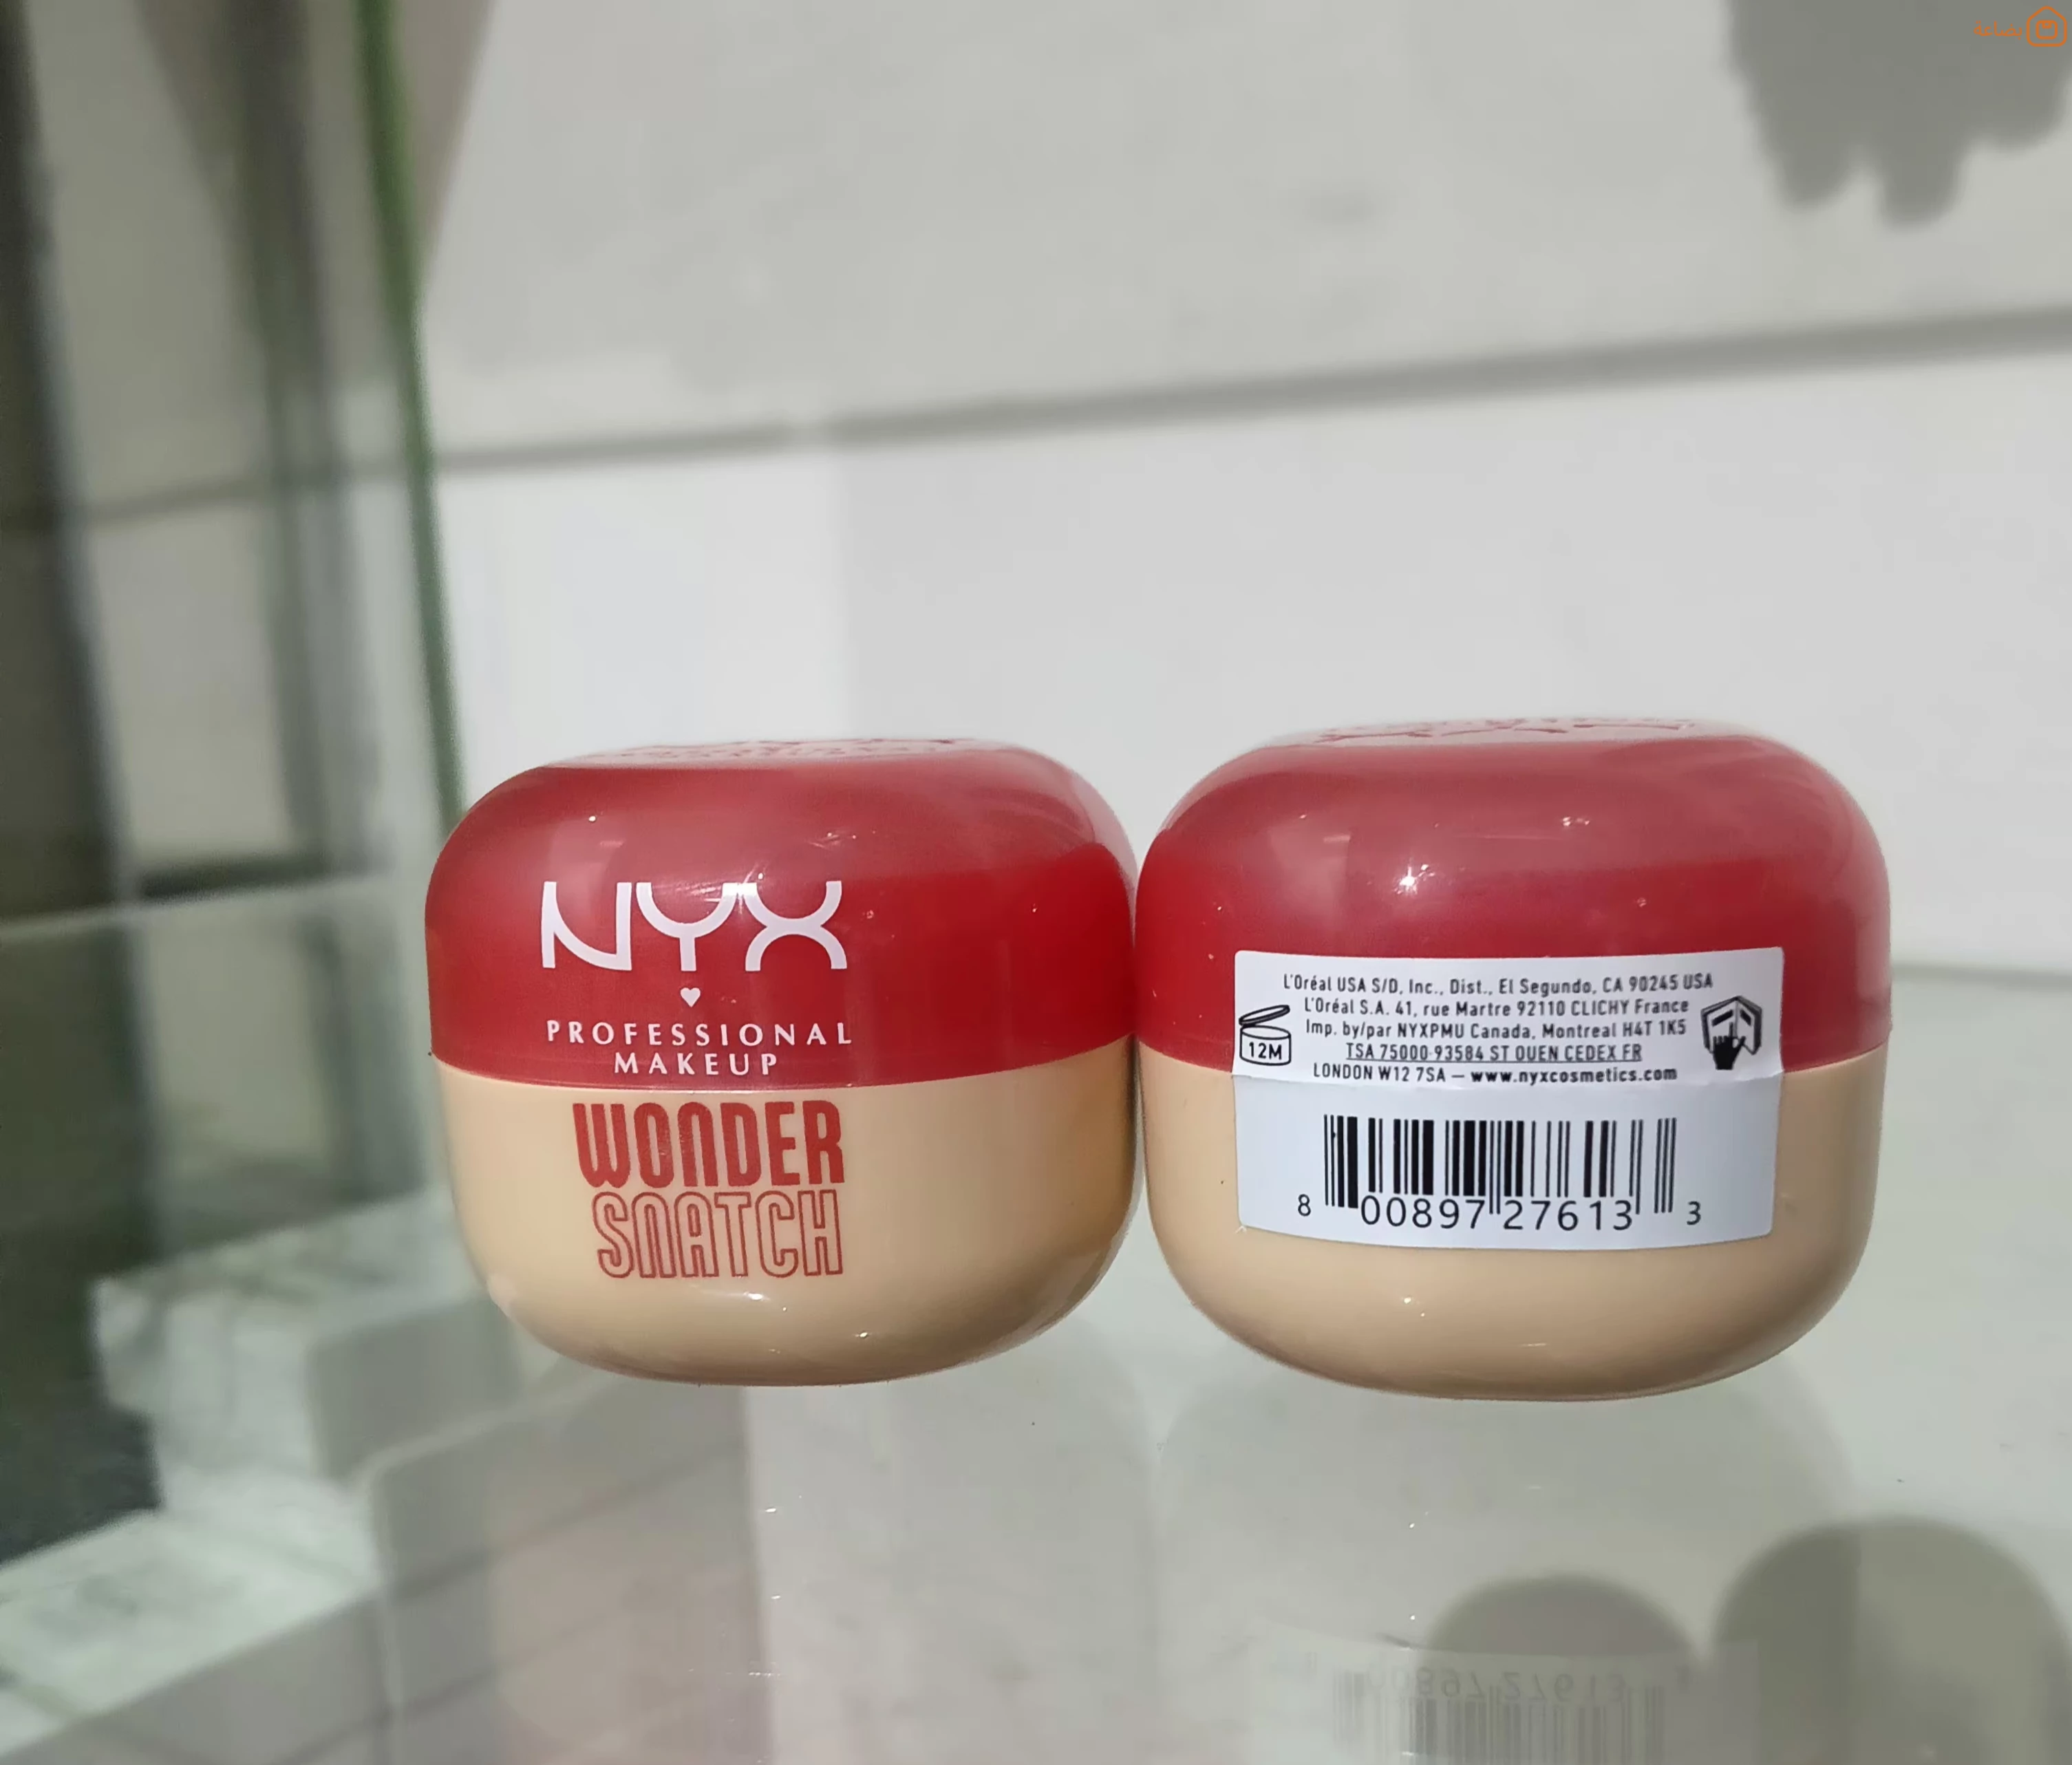 بضاعة
NYX
PROFESSIONAL
MAKEUP
WONDER
SNATCH
L'Oréal USA S/D, Inc., Dist., El Segundo, CA 90245 USA
L'Oréal S.A. 41, rue Martre 92110 CLICHY France
Imp. by/par NYXPMU Canada, Montreal H4T 1K5
TSA 75000-93584 ST OUEN CEDEX FR
LONDON W12 7SA — www.nyxcosmetics.com
12M
8 00897 27613 3